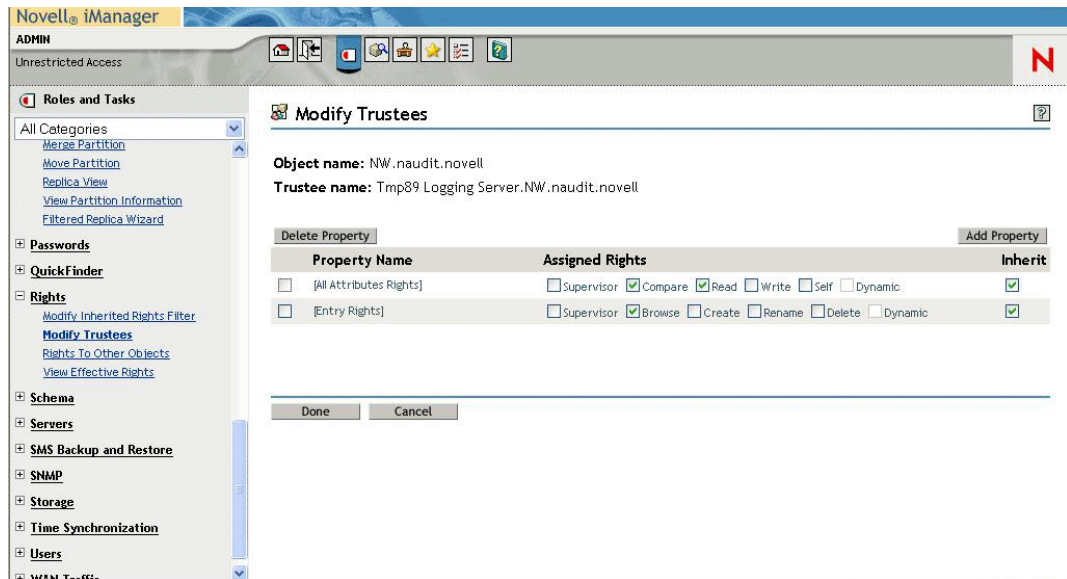 Novell® iManager
ADMIN
Unrestricted Access
N
Roles and Tasks
All Categories
Merge Partition
Move Partition
Replica View
View Partition Information
Filtered Replica Wizard
Passwords
QuickFinder
Rights
Modify Inherited Rights Filter
Modify Trustees
Rights To Other Objects
View Effective Rights
Schema
Servers
SMS Backup and Restore
SNMP
Storage
Time Synchronization
Users
WAN Traffic
Modify Trustees
?
Object name: NW.naudit.novell
Trustee name: Tmp89 Logging Server.NW.naudit.novell
Delete Property Add Property
Property Name Assigned Rights Inherit
[All Attributes Rights] Supervisor Compare Read Write Self Dynamic
[Entry Rights] Supervisor Browse Create Rename Delete Dynamic
Done Cancel